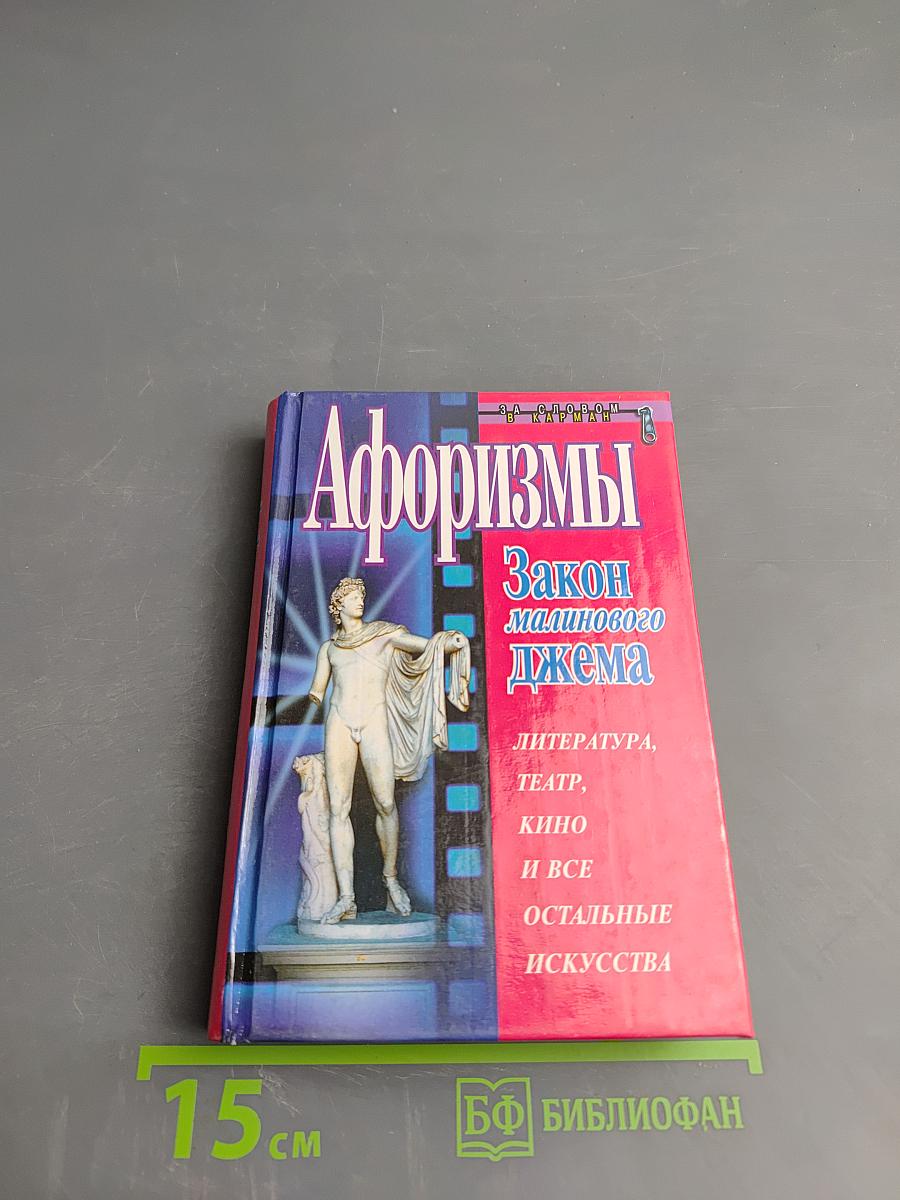 ЗА СЛОВОМ
В КАРМАН
Афоризмы
Закон
малинового
джема
ЛИТЕРАТУРА,
ТЕАТР,
КИНО
И ВСЕ
ОСТАЛЬНЫЕ
ИСКУССТВА
15 см
БФ БИБЛИОФАН